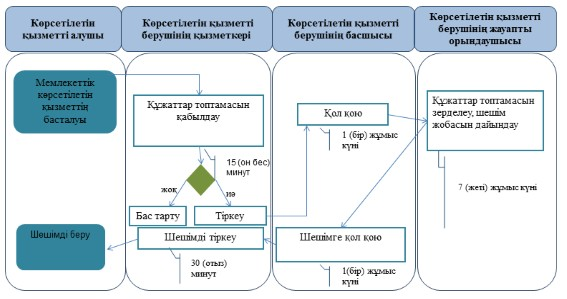 Көрсетілетін
қызметті алушы
Көрсетілетін қызметті
берушінің қызметкері
Көрсетілетін қызметті
берушінің басшысы
Көрсетілетін қызметті
берушінің жауапты
орындаушысы
Мемлекеттік
көрсетілетін
қызметтің
басталуы
Құжаттар топтамасын
қабылдау
15 (он бес)
минут
жоқ
иә
Бас тарту
Тіркеу
Қол қою
1 (бір) жұмыс
күні
Құжаттар топтамасын
зерделеу, шешім
жобасын дайындау
7 (жеті) жұмыс күні
Шешімге қол қою
1(бір) жұмыс
күні
Шешімді тіркеу
30 (отыз)
минут
Шешімді беру